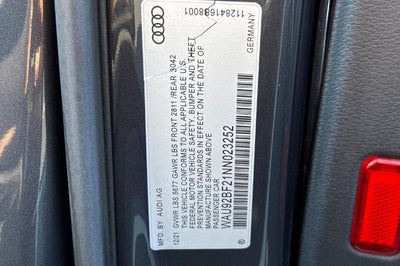 MFD. BY AUDI AG
12/21 GVWR LBS 5677 GAWR LBS FRONT 2811 /REAR 3042
THIS VEHICLE CONFORMS TO ALL APPLICABLE U.S.
FEDERAL MOTOR VEHICLE SAFETY, BUMPER AND THEFT
PREVENTION STANDARDS IN EFFECT ON THE DATE OF
MANUFACTURE SHOWN ABOVE
PASSENGER CAR
WAU92BF21NN023252
GERMANY